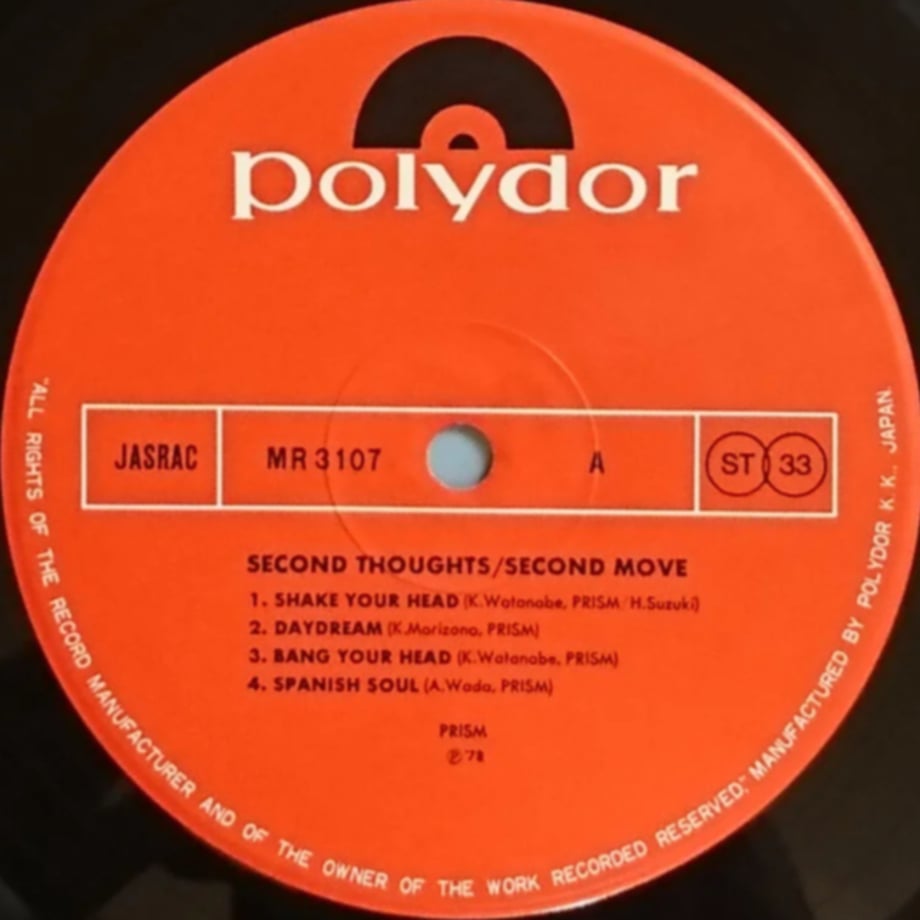 polydor
JASRAC MR 3107 A ST 33
SECOND THOUGHTS/SECOND MOVE
1. SHAKE YOUR HEAD (K.Watanabe, PRISM/H.Suzuki)
2. DAYDREAM (K.Morizono, PRISM)
3. BANG YOUR HEAD (K.Watanabe, PRISM)
4. SPANISH SOUL (A.Wada, PRISM)
PRISM
℗'78
"ALL RIGHTS OF THE RECORD MANUFACTURER AND OF THE OWNER OF THE WORK RECORDED RESERVED," MANUFACTURED BY POLYDOR K.K., JAPAN.